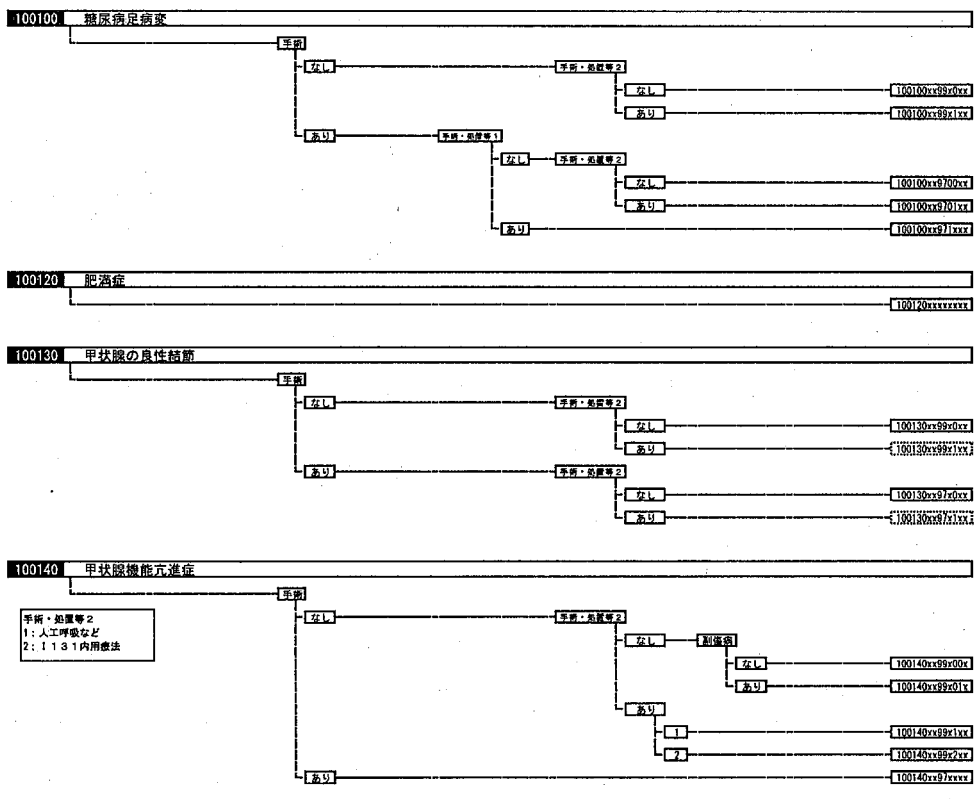 100100 糖尿病足病変
手術
なし 手術・処置等2
なし 100100xx99x0xx
あり 100100xx99x1xx
あり 手術・処置等1
なし 手術・処置等2
なし 100100xx9700xx
あり 100100xx9701xx
あり 100100xx971xxx
100120 肥満症
100120xxxxxxxx
100130 甲状腺の良性結節
手術
なし 手術・処置等2
なし 100130xx99x0xx
あり 100130xx99x1xx
あり 手術・処置等2
なし 100130xx97x0xx
あり 100130xx97x1xx
100140 甲状腺機能亢進症
手術
手術・処置等2
1:人工呼吸など
2:I131内用療法
なし 手術・処置等2
なし 副傷病
なし 100140xx99x00x
あり 100140xx99x01x
あり
1 100140xx99x1xx
2 100140xx99x2xx
あり 100140xx97xxxx